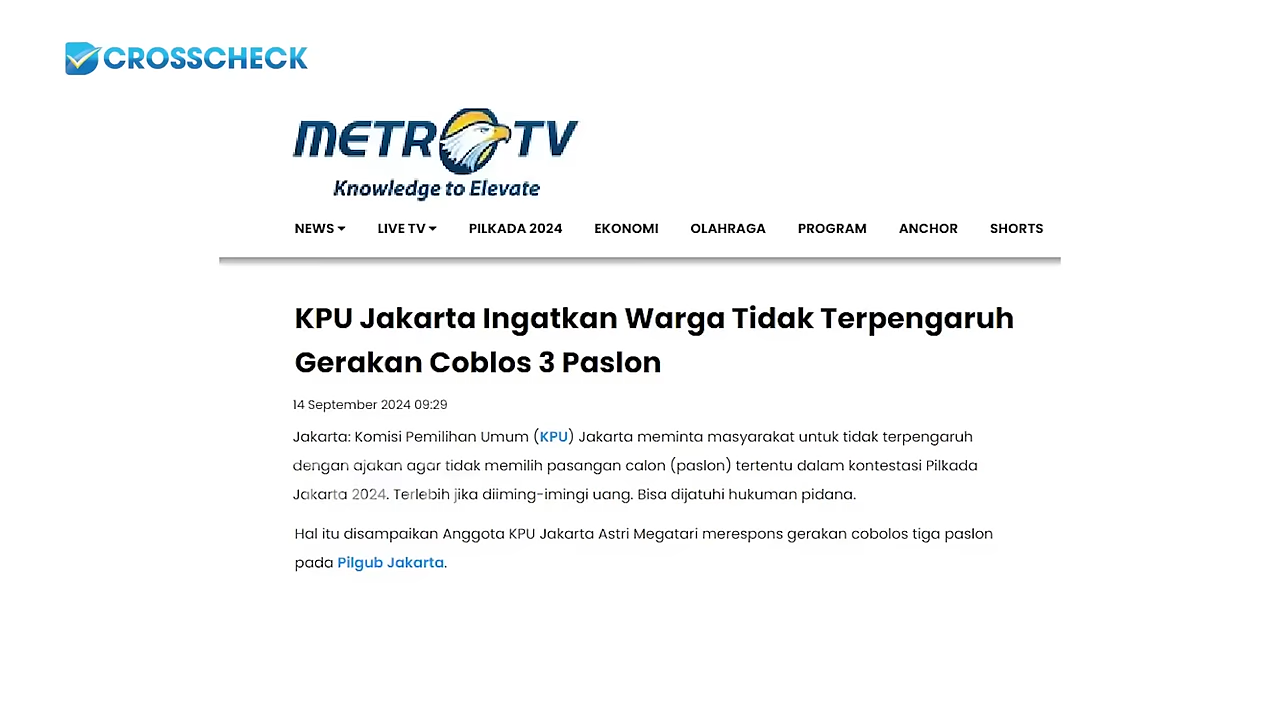 CROSSCHECK
METRO TV
Knowledge to Elevate
NEWS LIVE TV PILKADA 2024 EKONOMI OLAHRAGA PROGRAM ANCHOR SHORTS
KPU Jakarta Ingatkan Warga Tidak Terpengaruh
Gerakan Coblos 3 Paslon
14 September 2024 09:29
Jakarta: Komisi Pemilihan Umum (KPU) Jakarta meminta masyarakat untuk tidak terpengaruh
dengan ajakan agar tidak memilih pasangan calon (paslon) tertentu dalam kontestasi Pilkada
Jakarta 2024. Terlebih jika diiming-imingi uang. Bisa dijatuhi hukuman pidana.
Hal itu disampaikan Anggota KPU Jakarta Astri Megatari merespons gerakan cobolos tiga paslon
pada Pilgub Jakarta.